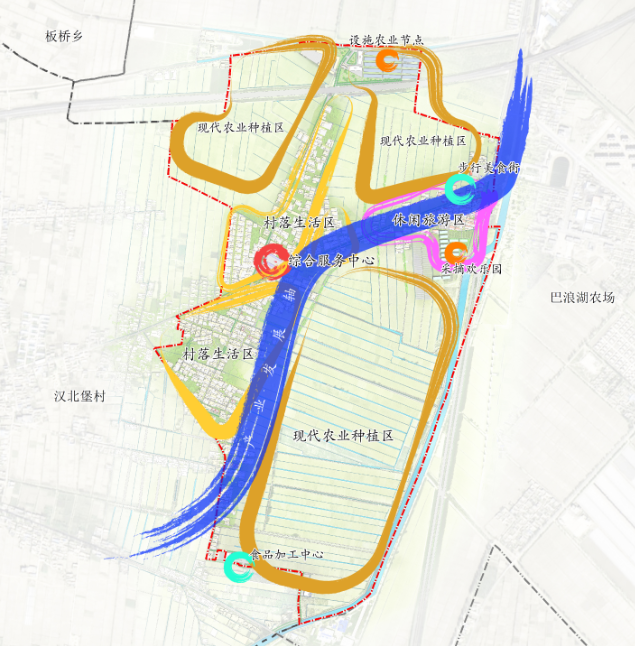 板桥乡
设施农业节点
现代农业种植区
现代农业种植区
步行美食街
村落生活区
休闲旅游区
综合服务中心
采摘欢乐园
巴浪湖农场
村落生活区
汉北堡村
产业发展轴
现代农业种植区
食品加工中心